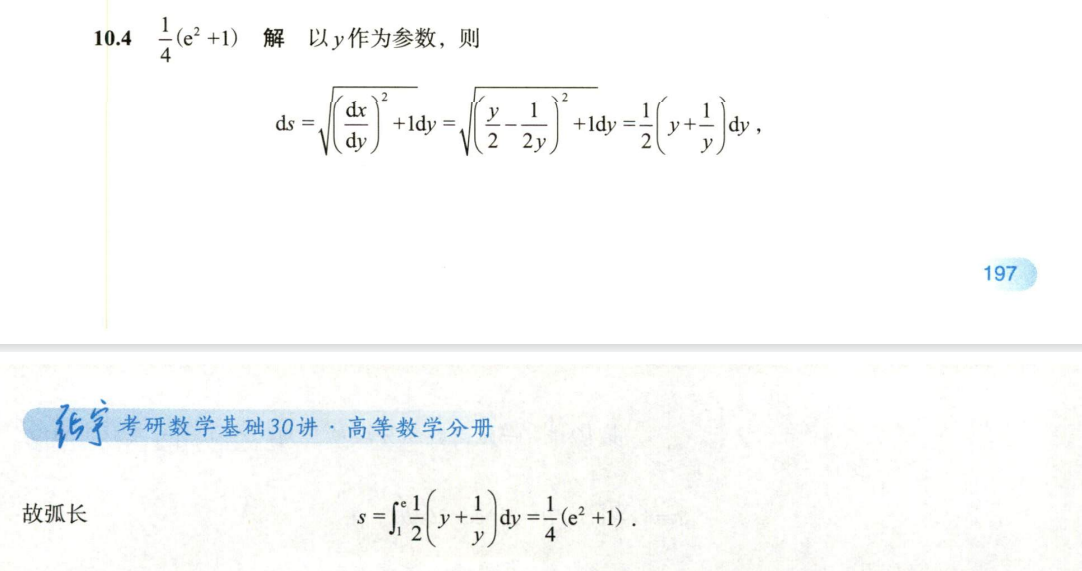 10.4 $\frac{1}{4}(e^2+1)$ 解 以y作为参数，则
$ds=\sqrt{\left(\frac{dx}{dy}\right)^2+1}dy=\sqrt{\left(\frac{y}{2}-\frac{1}{2y}\right)^2+1}dy=\frac{1}{2}\left(y+\frac{1}{y}\right)dy$，
197
张宇 考研数学基础30讲·高等数学分册
故弧长 $s=\int_1^e\frac{1}{2}\left(y+\frac{1}{y}\right)dy=\frac{1}{4}(e^2+1)$.